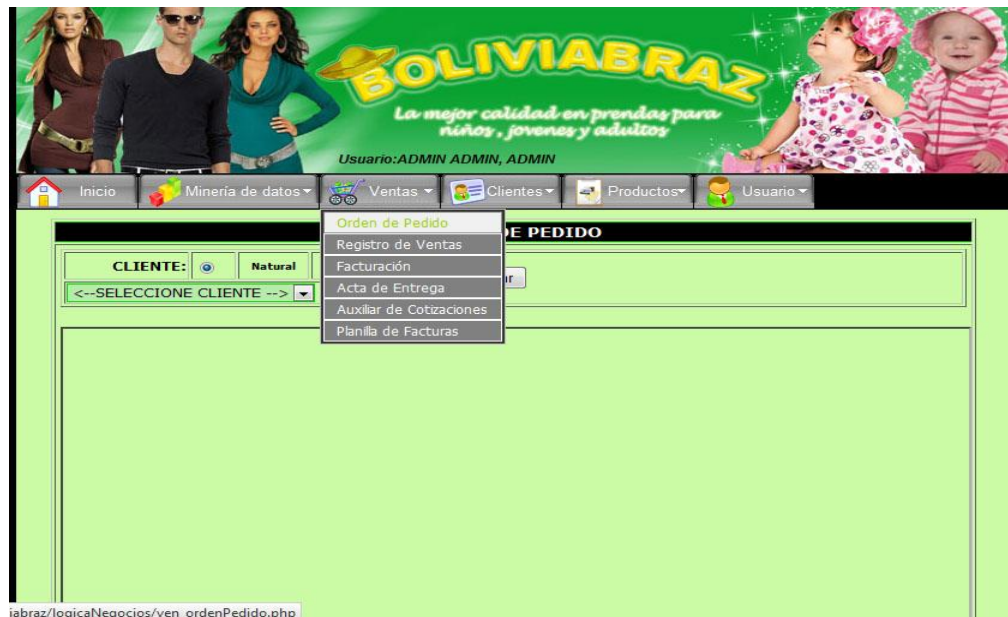 BOLIVIABRAZ
La mejor calidad en prendas para
niños, jovenes y adultos
Usuario:ADMIN ADMIN, ADMIN
Inicio Minería de datos Ventas Clientes Productos Usuario
Orden de Pedido
Registro de Ventas
Facturación
Acta de Entrega
Auxiliar de Cotizaciones
Planilla de Facturas
DE PEDIDO
CLIENTE: Natural
<--SELECCIONE CLIENTE -->
iabraz/logicaNegocios/ven_ordenPedido.php